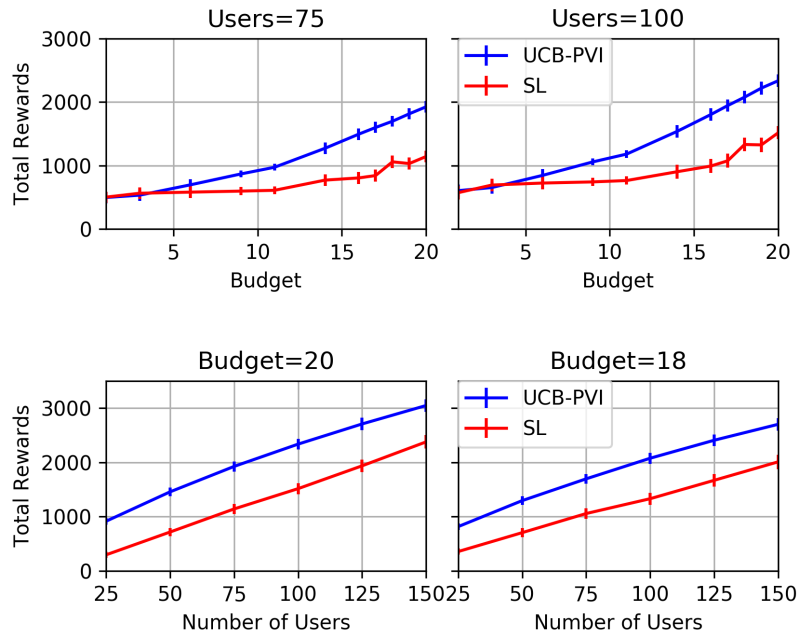 Users=75
Users=100
3000
2000
1000
0
Total Rewards
5
10
15
20
Budget
UCB-PVI
SL
5
10
15
20
Budget
Budget=20
Budget=18
3000
2000
1000
0
Total Rewards
25
50
75
100
125
150
Number of Users
UCB-PVI
SL
25
50
75
100
125
150
Number of Users